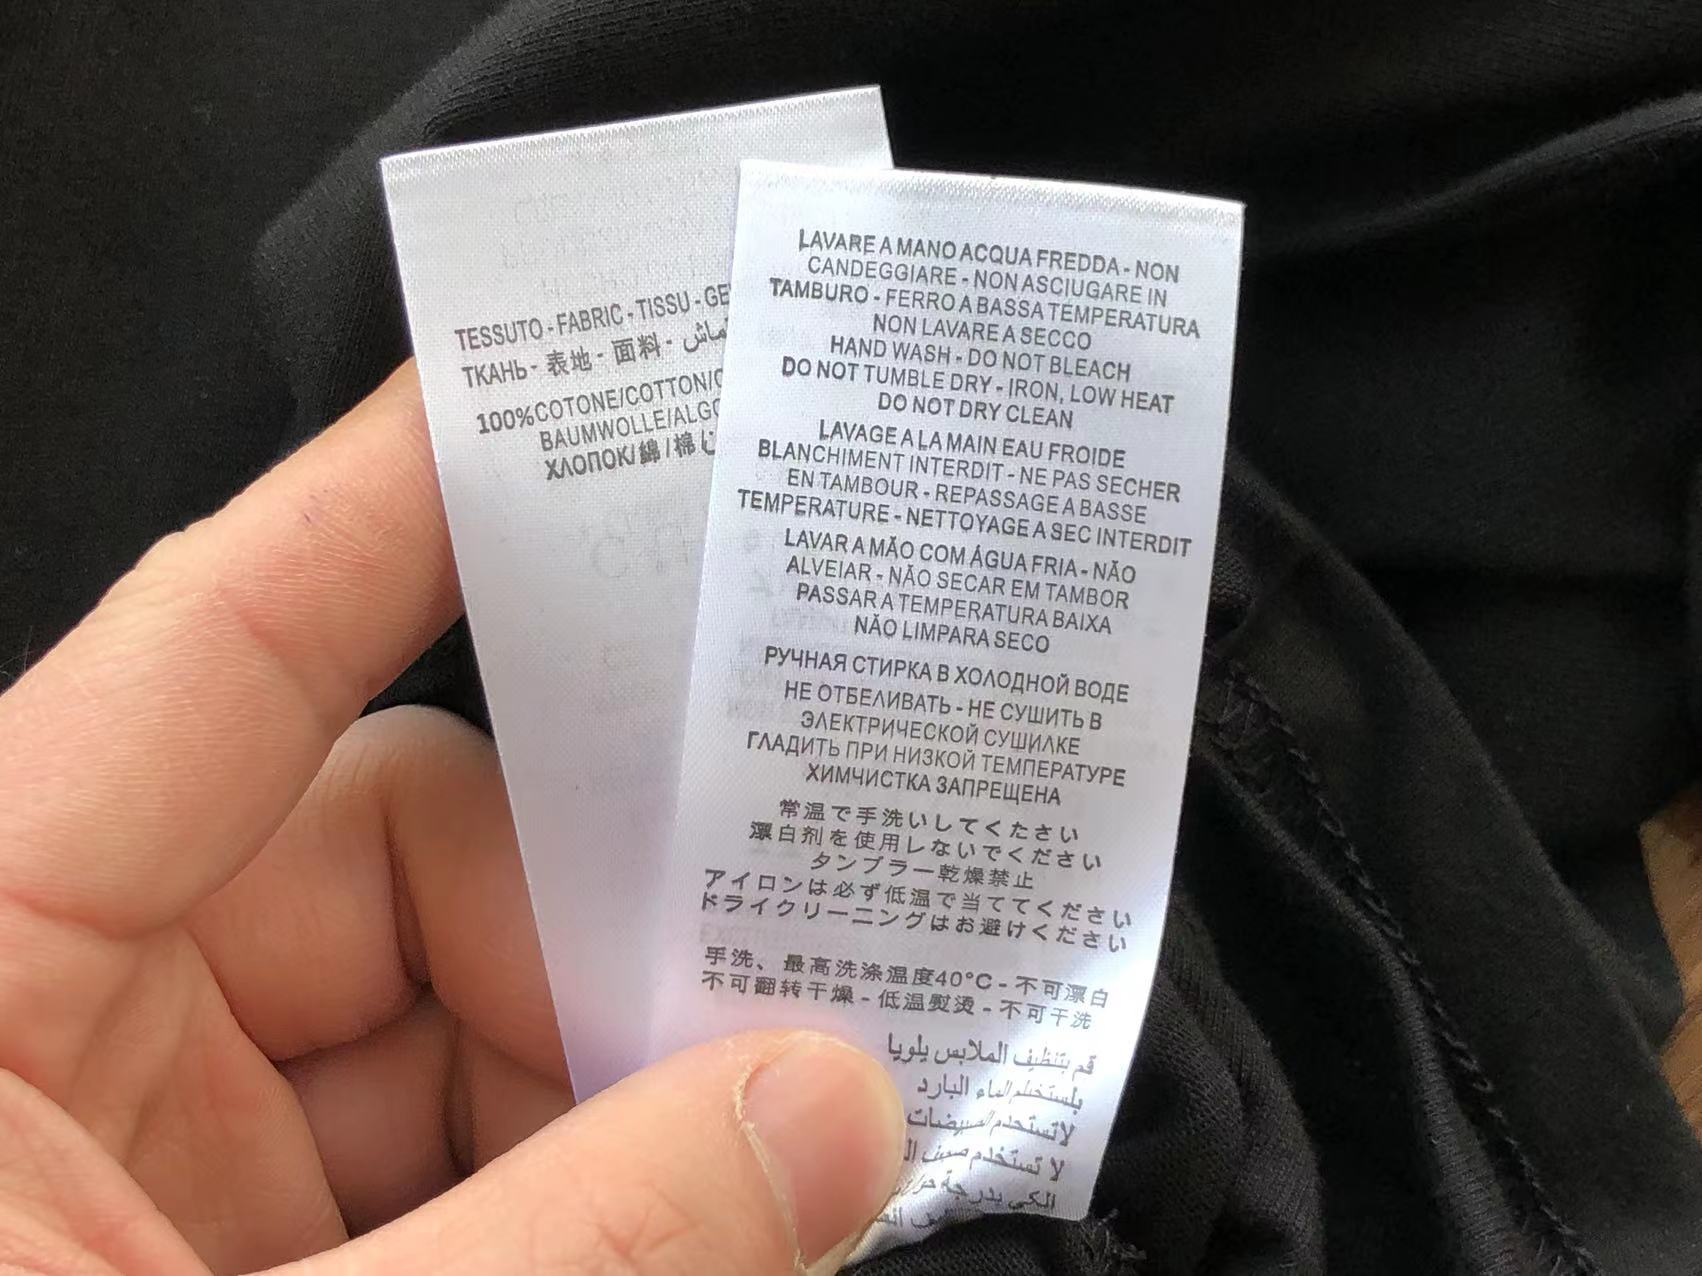 TESSUTO - FABRIC - TISSU - GE
ТКАНЬ - 表地 - 面料 -
100%COTONE/COTTON/C
BAUMWOLLE/ALGO
ХЛОПОК/綿/棉
LAVARE A MANO ACQUA FREDDA - NON
CANDEGGIARE - NON ASCIUGARE IN
TAMBURO - FERRO A BASSA TEMPERATURA
NON LAVARE A SECCO
HAND WASH - DO NOT BLEACH
DO NOT TUMBLE DRY - IRON, LOW HEAT
DO NOT DRY CLEAN
LAVAGE A LA MAIN EAU FROIDE
BLANCHIMENT INTERDIT - NE PAS SECHER
EN TAMBOUR - REPASSAGE A BASSE
TEMPERATURE - NETTOYAGE A SEC INTERDIT
LAVAR A MÃO COM ÁGUA FRIA - NÃO
ALVEIAR - NÃO SECAR EM TAMBOR
PASSAR A TEMPERATURA BAIXA
NÃO LIMPARA SECO
РУЧНАЯ СТИРКА В ХОЛОДНОЙ ВОДЕ
НЕ ОТБЕЛИВАТЬ - НЕ СУШИТЬ В
ЭЛЕКТРИЧЕСКОЙ СУШИЛКЕ
ГЛАДИТЬ ПРИ НИЗКОЙ ТЕМПЕРАТУРЕ
ХИМЧИСТКА ЗАПРЕЩЕНА
常温で手洗いしてくたさい
漂白剤を使用レないでください
タンブラー乾燥禁止
アイロンは必ず低温で当ててください
ドライクリーニングはお避けください
手洗、最高洗涤温度40°C - 不可漂白
不可翻转干燥 - 低温熨烫 - 不可干洗
قم بتنظيف الملابس يلويا
بلستخللم الماء البارد
لاتستخدم المبيضات
لا تستخدم
الكي بدرجة